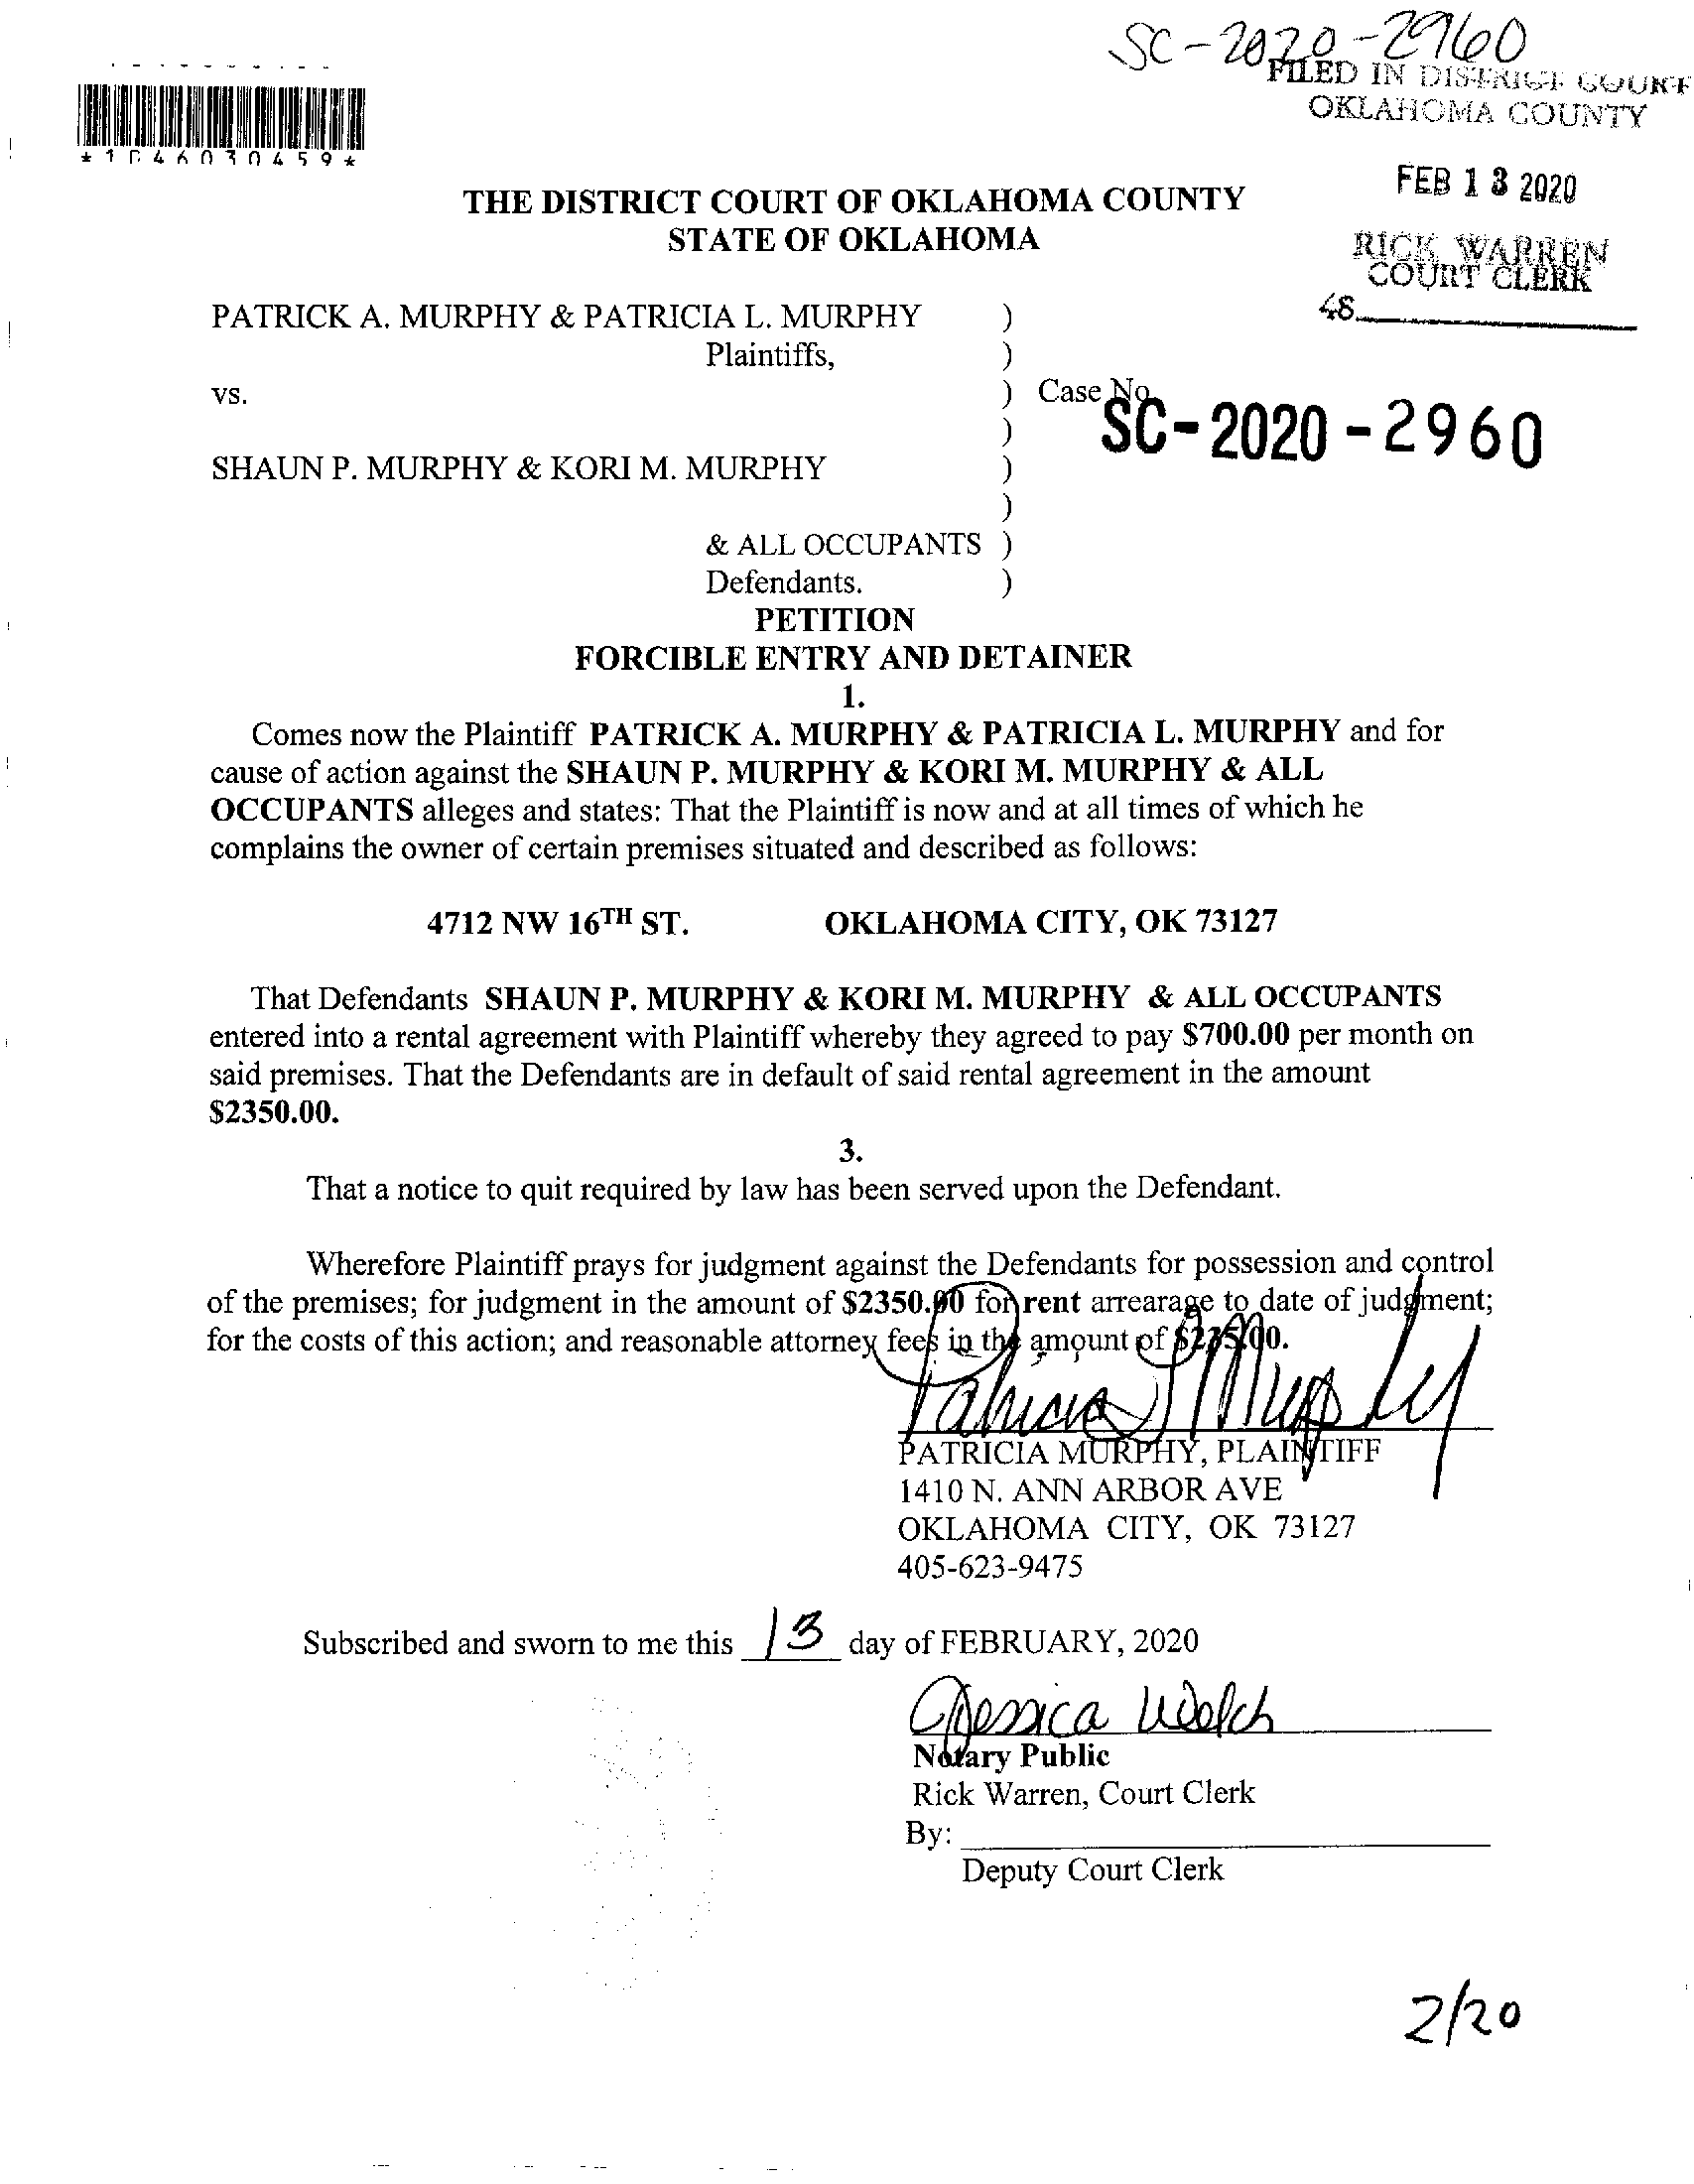 SC-2020-2960
FILED IN DISTRICT COURT
OKLAHOMA COUNTY
FEB 13 2020
RICK WARREN
COURT CLERK
48
THE DISTRICT COURT OF OKLAHOMA COUNTY
STATE OF OKLAHOMA
PATRICK A. MURPHY & PATRICIA L. MURPHY )
Plaintiffs, )
vs. ) Case No.
) SC-2020-2960
SHAUN P. MURPHY & KORI M. MURPHY )
)
& ALL OCCUPANTS )
Defendants. )
PETITION
FORCIBLE ENTRY AND DETAINER
1.
Comes now the Plaintiff PATRICK A. MURPHY & PATRICIA L. MURPHY and for
cause of action against the SHAUN P. MURPHY & KORI M. MURPHY & ALL
OCCUPANTS alleges and states: That the Plaintiff is now and at all times of which he
complains the owner of certain premises situated and described as follows:
4712 NW 16TH ST. OKLAHOMA CITY, OK 73127
That Defendants SHAUN P. MURPHY & KORI M. MURPHY & ALL OCCUPANTS
entered into a rental agreement with Plaintiff whereby they agreed to pay $700.00 per month on
said premises. That the Defendants are in default of said rental agreement in the amount
$2350.00.
3.
That a notice to quit required by law has been served upon the Defendant.
Wherefore Plaintiff prays for judgment against the Defendants for possession and control
of the premises; for judgment in the amount of $2350.00 for rent arrearage to date of judgment;
for the costs of this action; and reasonable attorney fees in the amount of
Patricia L Murphy
PATRICIA MURPHY, PLAINTIFF
1410 N. ANN ARBOR AVE
OKLAHOMA CITY, OK 73127
405-623-9475
Subscribed and sworn to me this 13 day of FEBRUARY, 2020
Jessica Welch
Notary Public
Rick Warren, Court Clerk
By:
Deputy Court Clerk
2/20